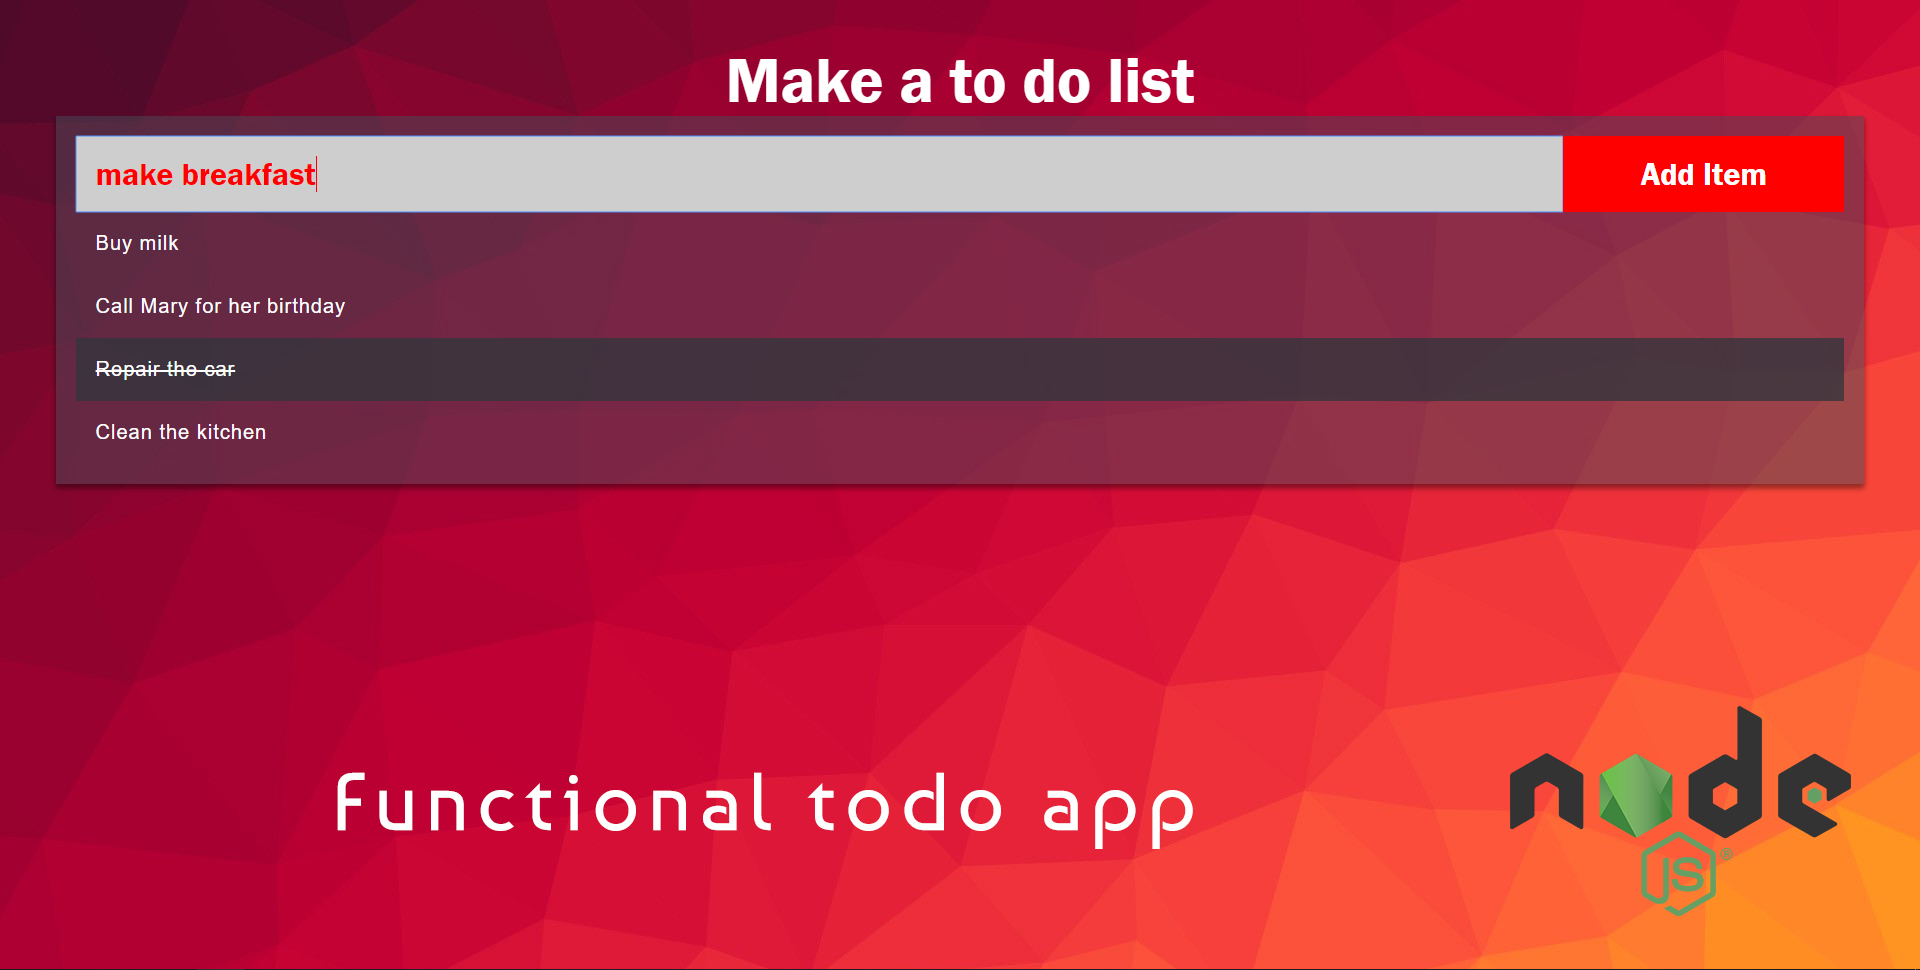 Make a to do list
make breakfast
Add Item
Buy milk
Call Mary for her birthday
Repair the car
Clean the kitchen
functional todo app
node
JS®